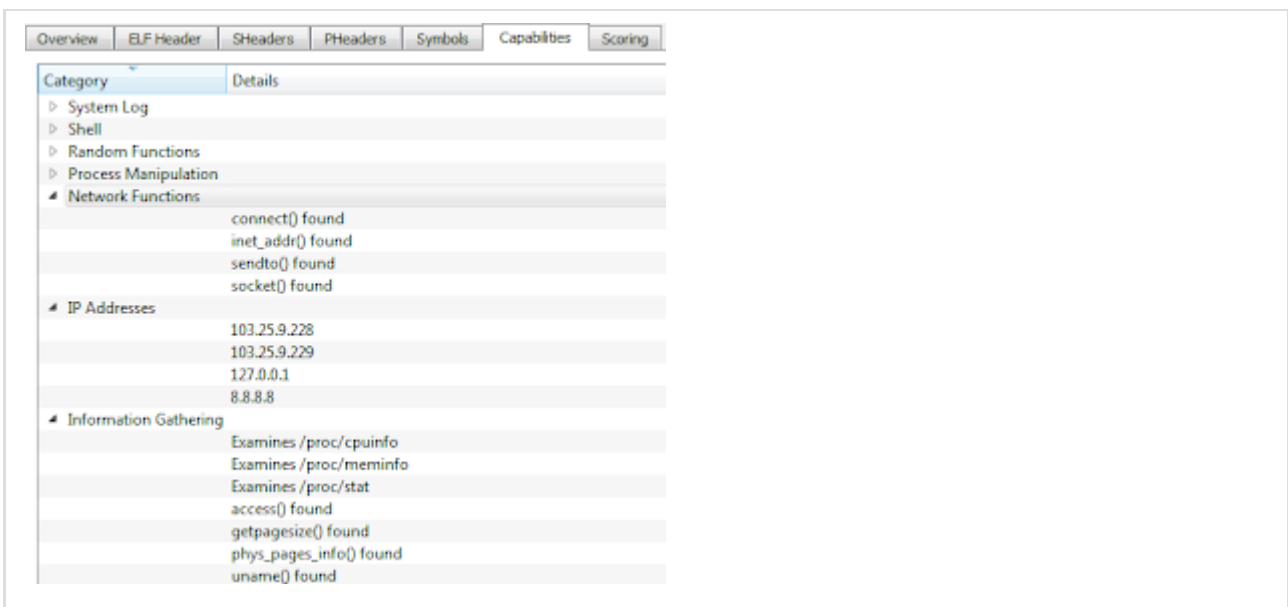 Overview ELF Header SHeaders PHeaders Symbols Capabilities Scoring
Category Details
System Log
Shell
Random Functions
Process Manipulation
Network Functions
connect() found
inet_addr() found
sendto() found
socket() found
IP Addresses
103.25.9.228
103.25.9.229
127.0.0.1
8.8.8.8
Information Gathering
Examines /proc/cpuinfo
Examines /proc/meminfo
Examines /proc/stat
access() found
getpagesize() found
phys_pages_info() found
uname() found